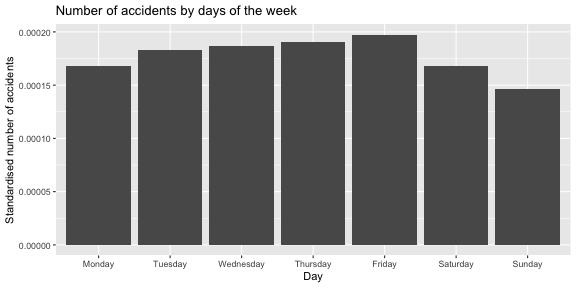 Number of accidents by days of the week
Standardised number of accidents
0.00020
0.00015
0.00010
0.00005
0.00000
Monday Tuesday Wednesday Thursday Friday Saturday Sunday
Day